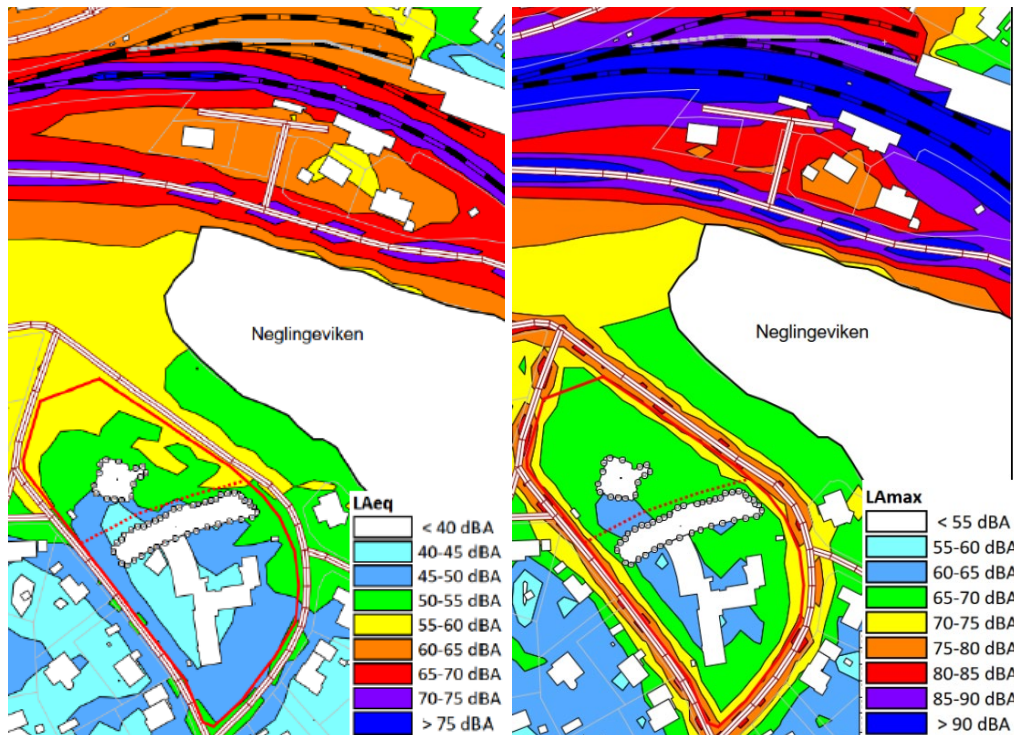 Neglingeviken
LAeq
< 40 dBA
40-45 dBA
45-50 dBA
50-55 dBA
55-60 dBA
60-65 dBA
65-70 dBA
70-75 dBA
> 75 dBA
Neglingeviken
LAmax
< 55 dBA
55-60 dBA
60-65 dBA
65-70 dBA
70-75 dBA
75-80 dBA
80-85 dBA
85-90 dBA
> 90 dBA